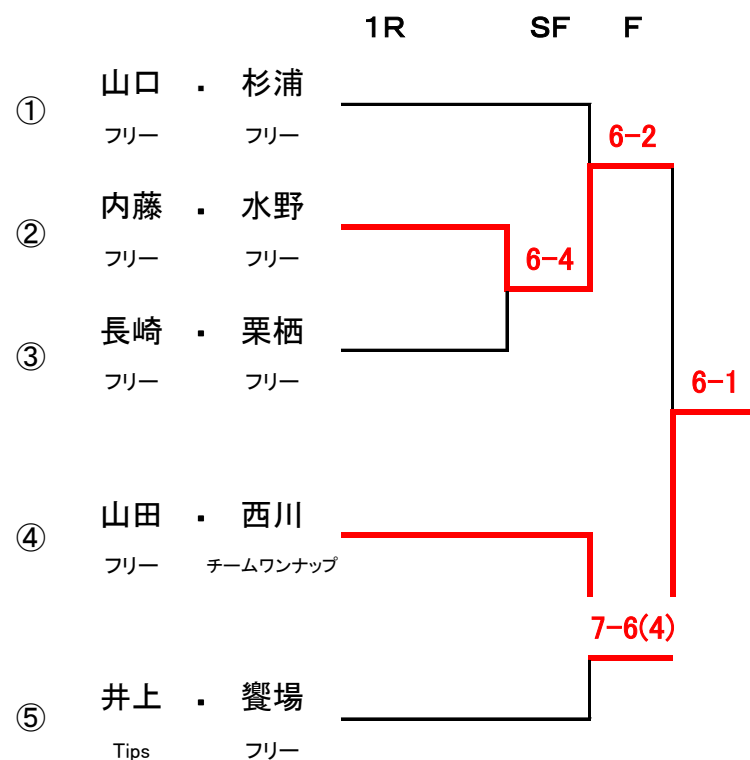 1R SF F
① 山口 ・ 杉浦
フリー フリー
6-2
② 内藤 ・ 水野
フリー フリー
6-4
③ 長崎 ・ 栗栖
フリー フリー
6-1
④ 山田 ・ 西川
フリー チームワンナップ
7-6(4)
⑤ 井上 ・ 饗場
Tips フリー